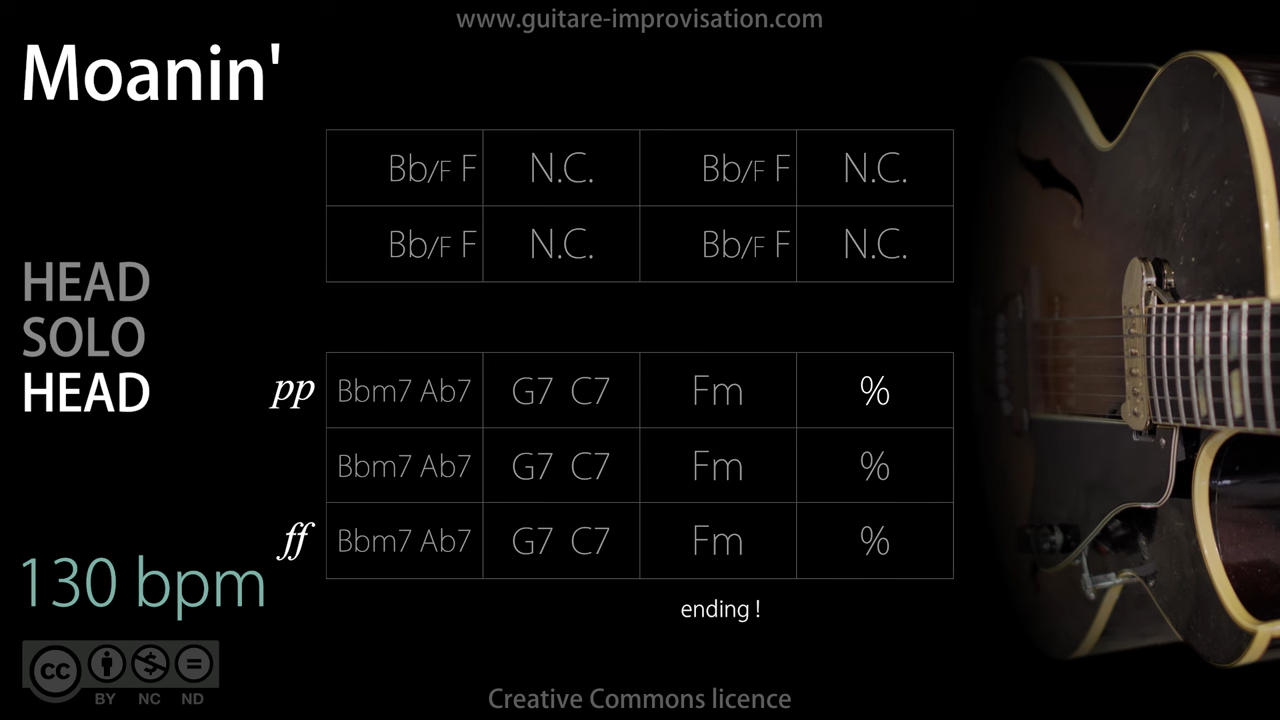 www.guitare-improvisation.com
Moanin'
Bb/F F N.C. Bb/F F N.C.
Bb/F F N.C. Bb/F F N.C.
HEAD
SOLO
HEAD
pp Bbm7 Ab7 G7 C7 Fm %
Bbm7 Ab7 G7 C7 Fm %
ff Bbm7 Ab7 G7 C7 Fm %
130 bpm
ending !
cc
BY NC ND
Creative Commons licence